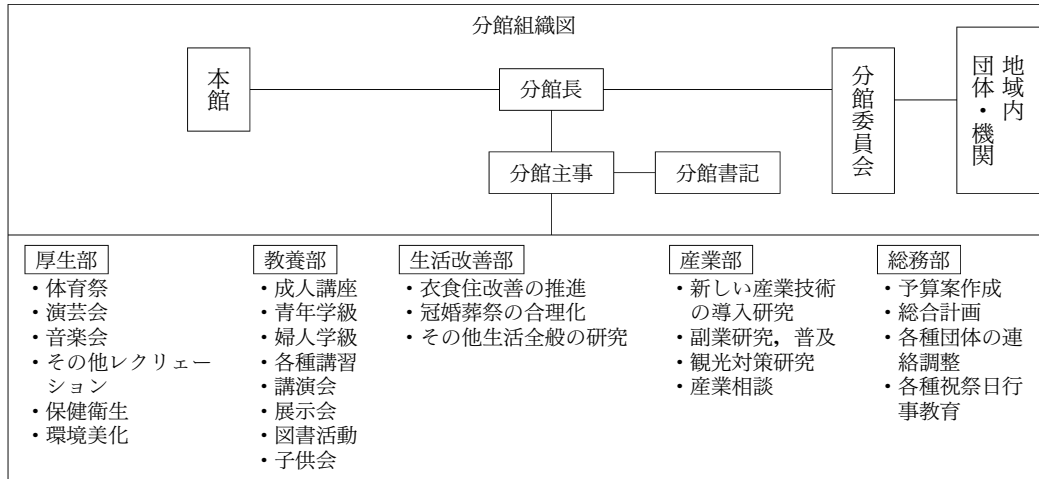 分館組織図
本館
分館長
分館委員会
地域内
団体・機関
分館主事
分館書記
厚生部
・体育祭
・演芸会
・音楽会
・その他レクリェー
ション
・保健衛生
・環境美化
教養部
・成人講座
・青年学級
・婦人学級
・各種講習
・講演会
・展示会
・図書活動
・子供会
生活改善部
・衣食住改善の推進
・冠婚葬祭の合理化
・その他生活全般の研究
産業部
・新しい産業技術
の導入研究
・副業研究，普及
・観光対策研究
・産業相談
総務部
・予算案作成
・総合計画
・各種団体の連
絡調整
・各種祝祭日行
事教育